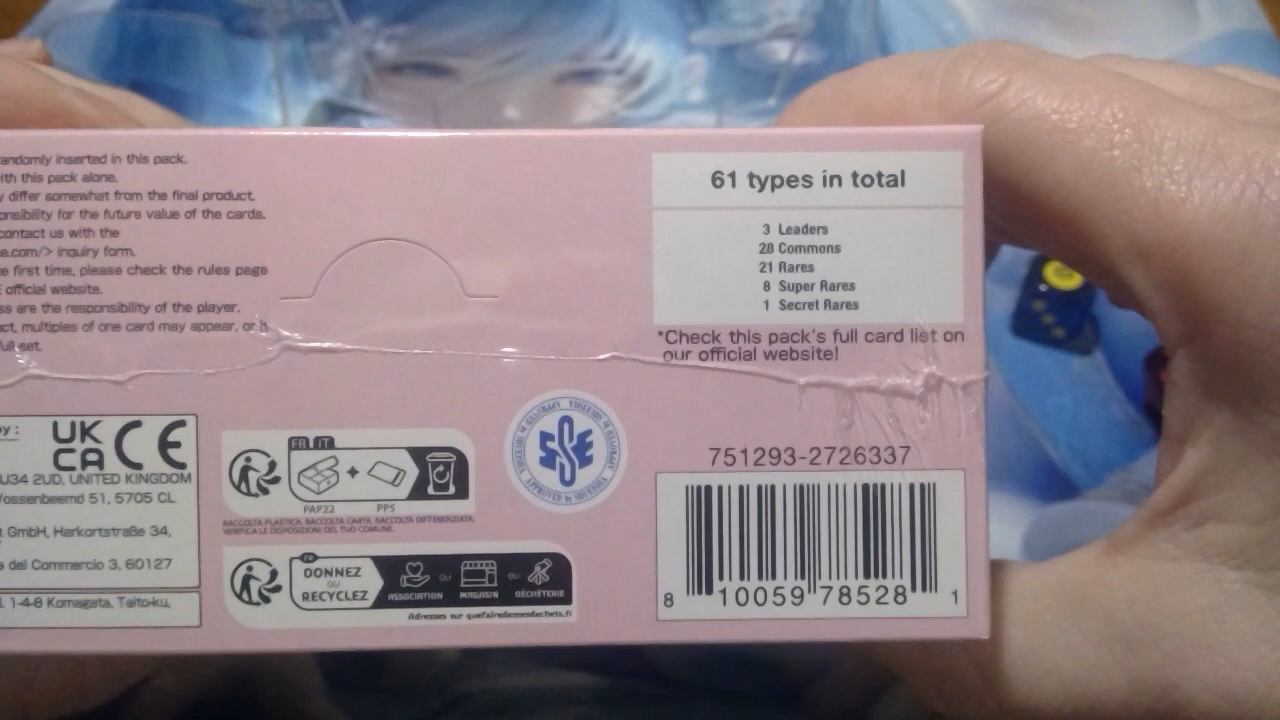 andomly inserted in this pack.
ith this pack alone.
y differ somewhat from the final product.
onsibility for the future value of the cards.
contact us with the
e.com/> inquiry form.
e first time, please check the rules page
E official website.
ss are the responsibility of the player.
ct, multiples of one card may appear, or it
full set.
61 types in total
3 Leaders
28 Commons
21 Rares
8 Super Rares
1 Secret Rares
*Check this pack's full card list on
our official website!
by :
UK
CA CE
U34 2UD, UNITED KINGDOM
Vossenbeemd 51, 5705 CL
t GmbH, Harkortstraße 34,
e del Commercio 3, 60127
1-4-8 Komagata, Taito-ku,
FR IT
PAP22 PP5
RACCOLTA PLASTICA. RACCOLTA CARTA. RACCOLTA DIFFERENZIATA.
VERIFICA LE DISPOSIZIONI DEL TUO COMUNE.
FR
DONNEZ
OU
RECYCLEZ
ASSOCIATION OU MAGASIN OU DÉCHÈTERIE
Adresses sur quefairedemesdechets.fr
APPROVED by SHUEISHA
751293-2726337
8 10059 78528 1